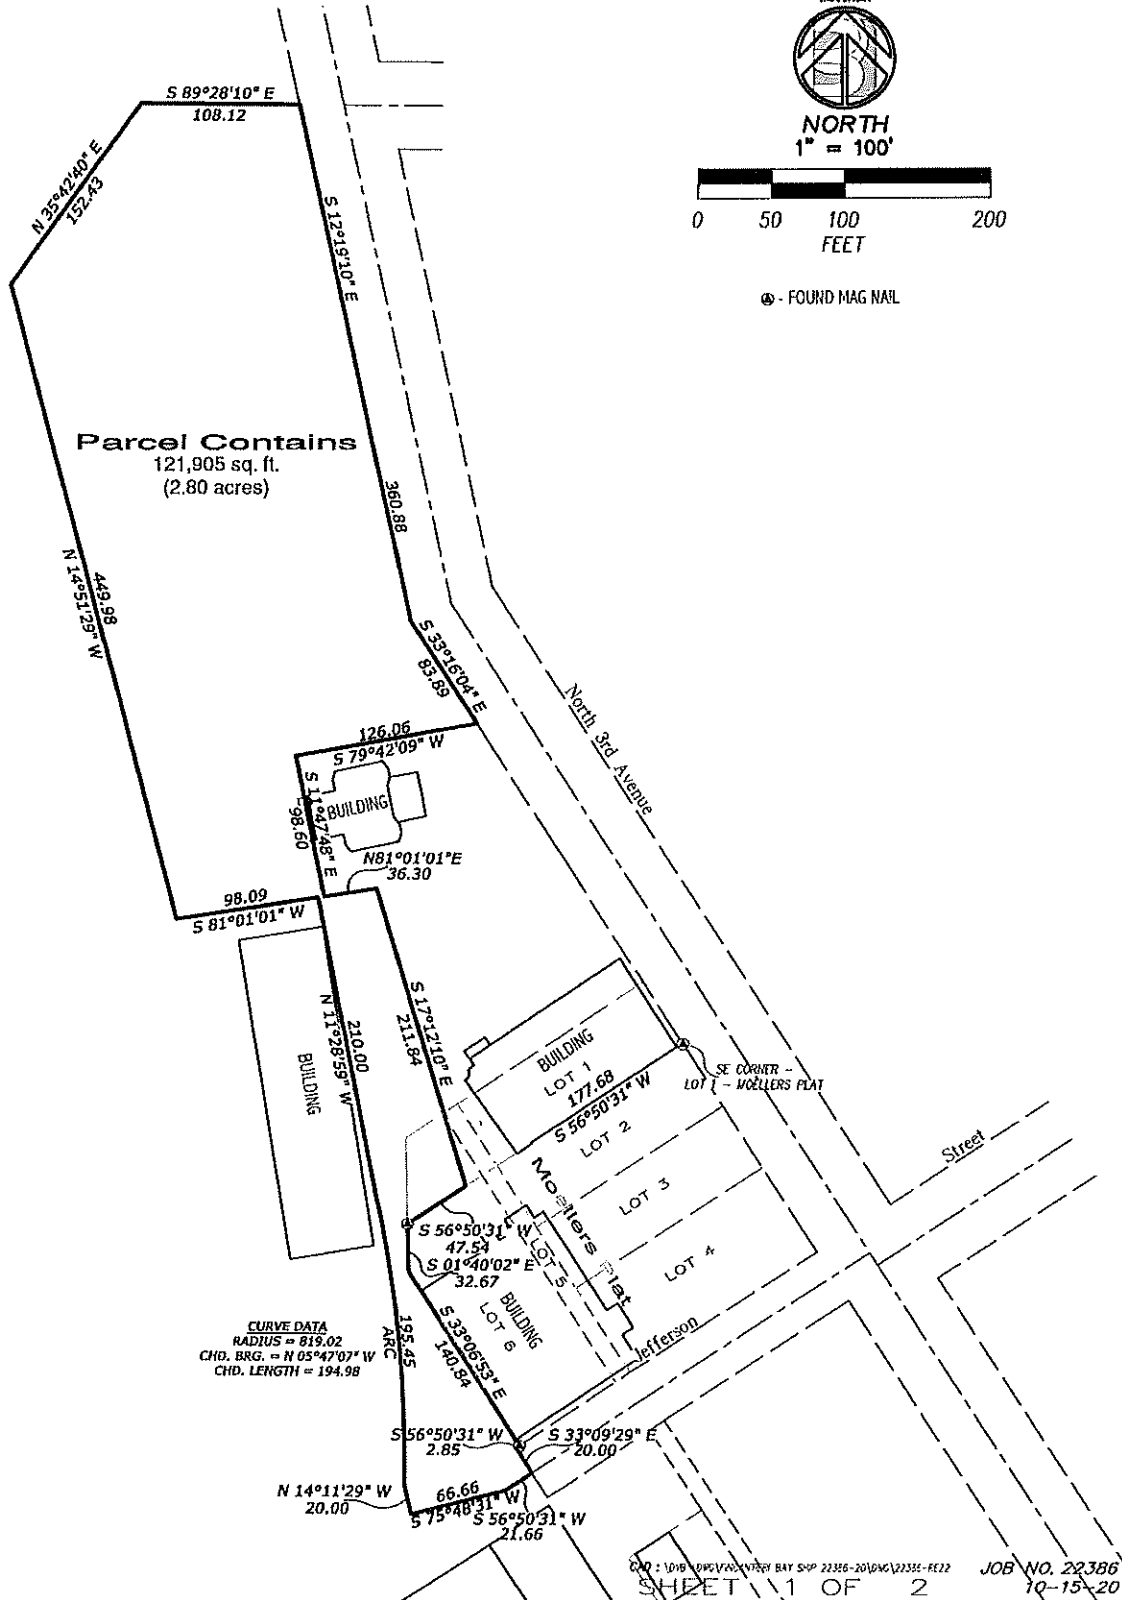 NORTH
1" = 100'
0 50 100 200
FEET
- FOUND MAG NAIL
S 89°28'10" E
108.12
N 35°42'40" E
152.43
S 12°19'10" E
360.88
Parcel Contains
121,905 sq. ft.
(2.80 acres)
449.98
N 14°51'29" W
S 33°16'04" E
83.89
North 3rd Avenue
126.06
S 79°42'09" W
S 11°47'48" E
98.60
BUILDING
N81°01'01"E
36.30
98.09
S 81°01'01" W
BUILDING
210.00
N 11°28'59" W
S 17°12'10" E
211.84
BUILDING
LOT 1
177.68
S 56°50'31" W
SE CORNER -
LOT 1 - MOELLERS PLAT
LOT 2
LOT 3
LOT 4
Moellers Plat
LOT 5
Street
Jefferson
S 56°50'31" W
47.54
S 01°40'02" E
32.67
BUILDING
LOT 6
S 33°06'53" E
140.84
195.45
ARC
CURVE DATA
RADIUS = 819.02
CHD. BRG. = N 05°47'07" W
CHD. LENGTH = 194.98
S 56°50'31" W
2.85
S 33°09'29" E
20.00
N 14°11'29" W
20.00
66.66
S 75°48'31" W
S 56°50'31" W
21.66
JOB NO. 22386
SHEET 1 OF 2
10-15-20